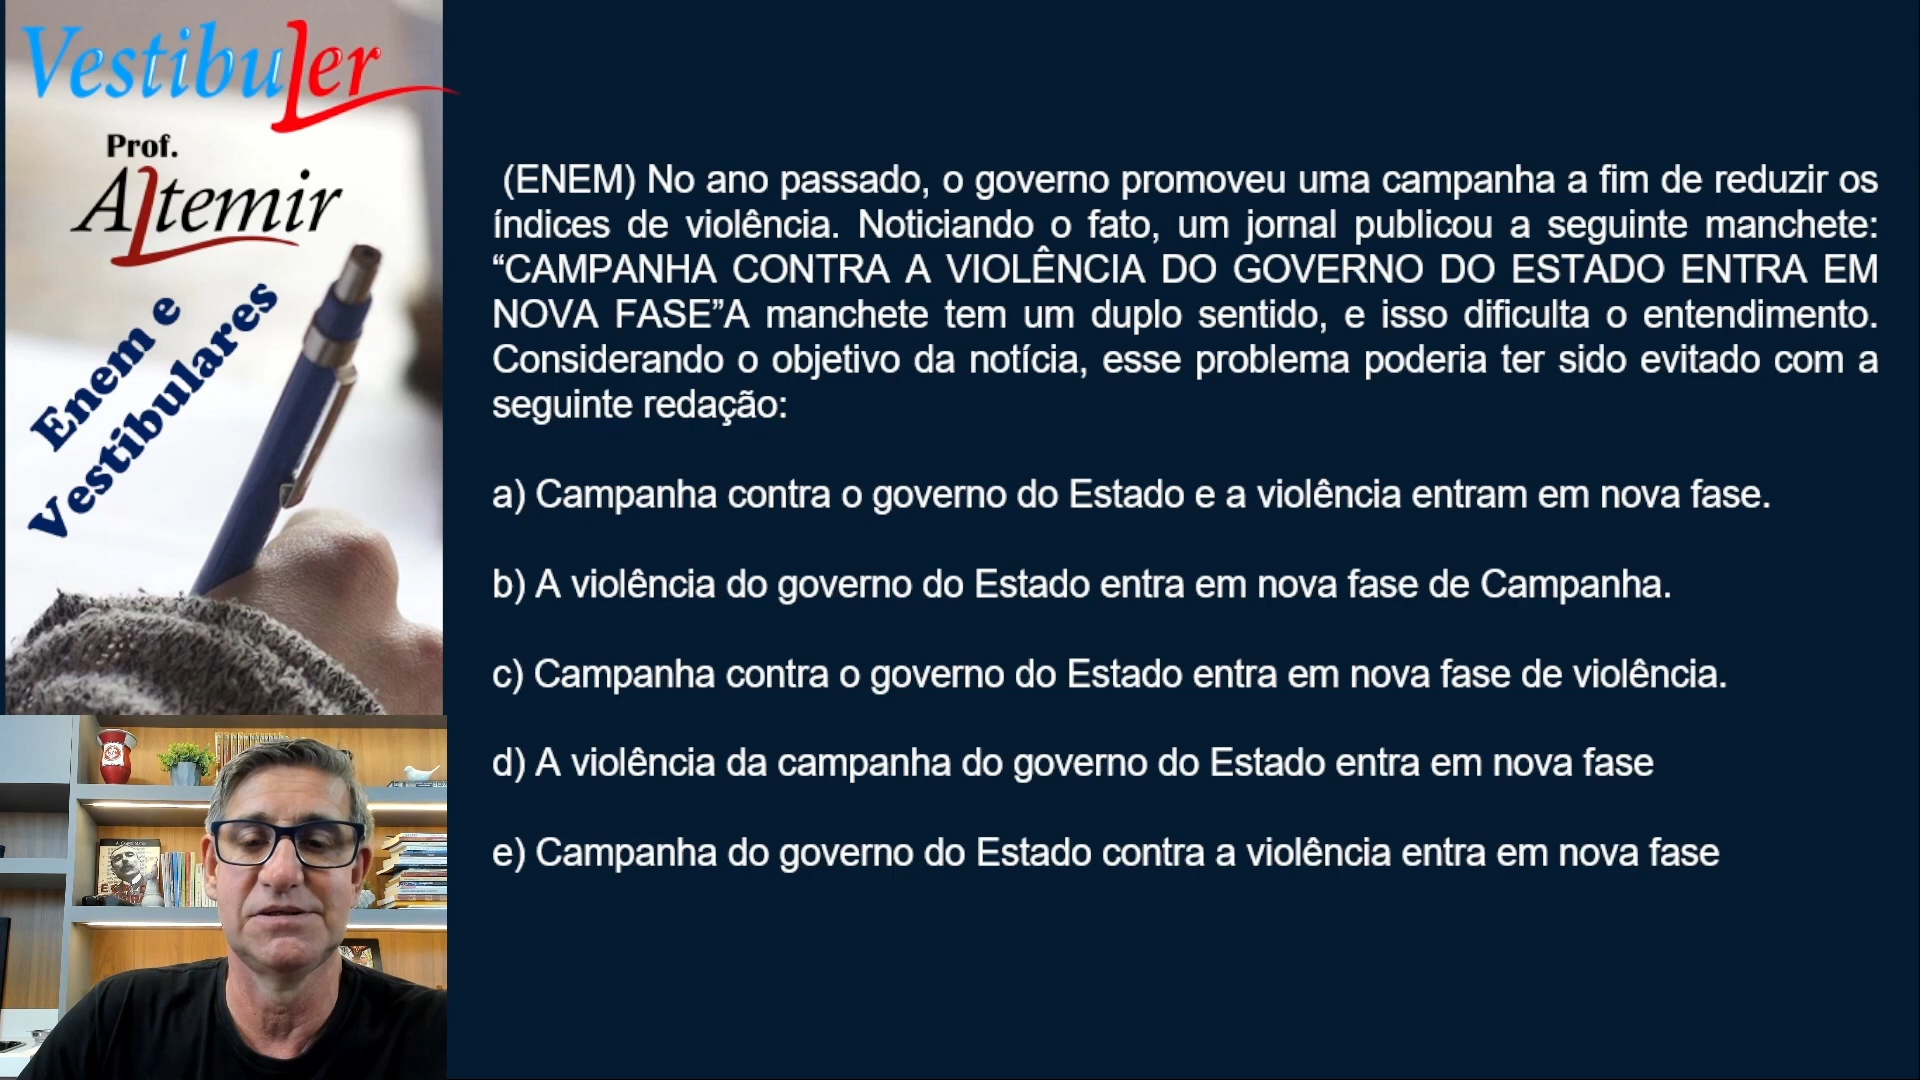 Vestibuler
Prof.
Altemir
Enem e
Vestibulares
(ENEM) No ano passado, o governo promoveu uma campanha a fim de reduzir os
índices de violência. Noticiando o fato, um jornal publicou a seguinte manchete:
“CAMPANHA CONTRA A VIOLÊNCIA DO GOVERNO DO ESTADO ENTRA EM
NOVA FASE”A manchete tem um duplo sentido, e isso dificulta o entendimento.
Considerando o objetivo da notícia, esse problema poderia ter sido evitado com a
seguinte redação:
a) Campanha contra o governo do Estado e a violência entram em nova fase.
b) A violência do governo do Estado entra em nova fase de Campanha.
c) Campanha contra o governo do Estado entra em nova fase de violência.
d) A violência da campanha do governo do Estado entra em nova fase
e) Campanha do governo do Estado contra a violência entra em nova fase